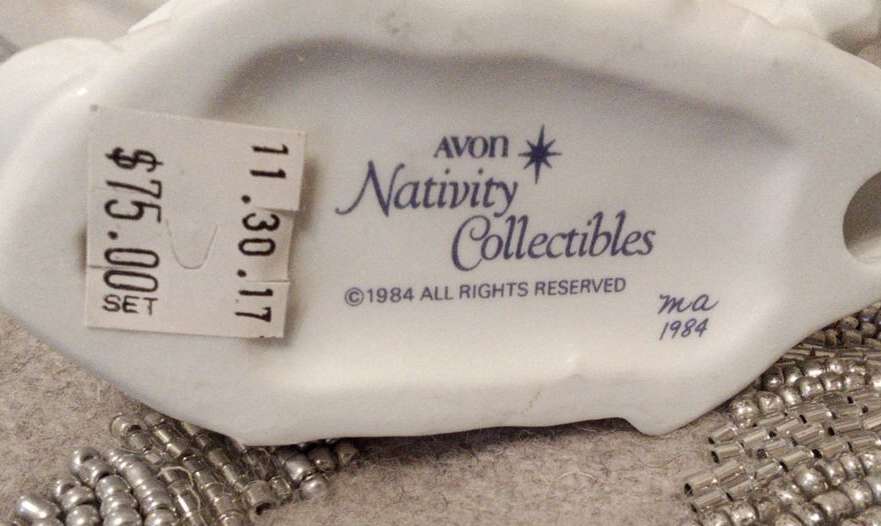 11.30.17
$75.00
SET
AVON
Nativity
Collectibles
©1984 ALL RIGHTS RESERVED
ma
1984